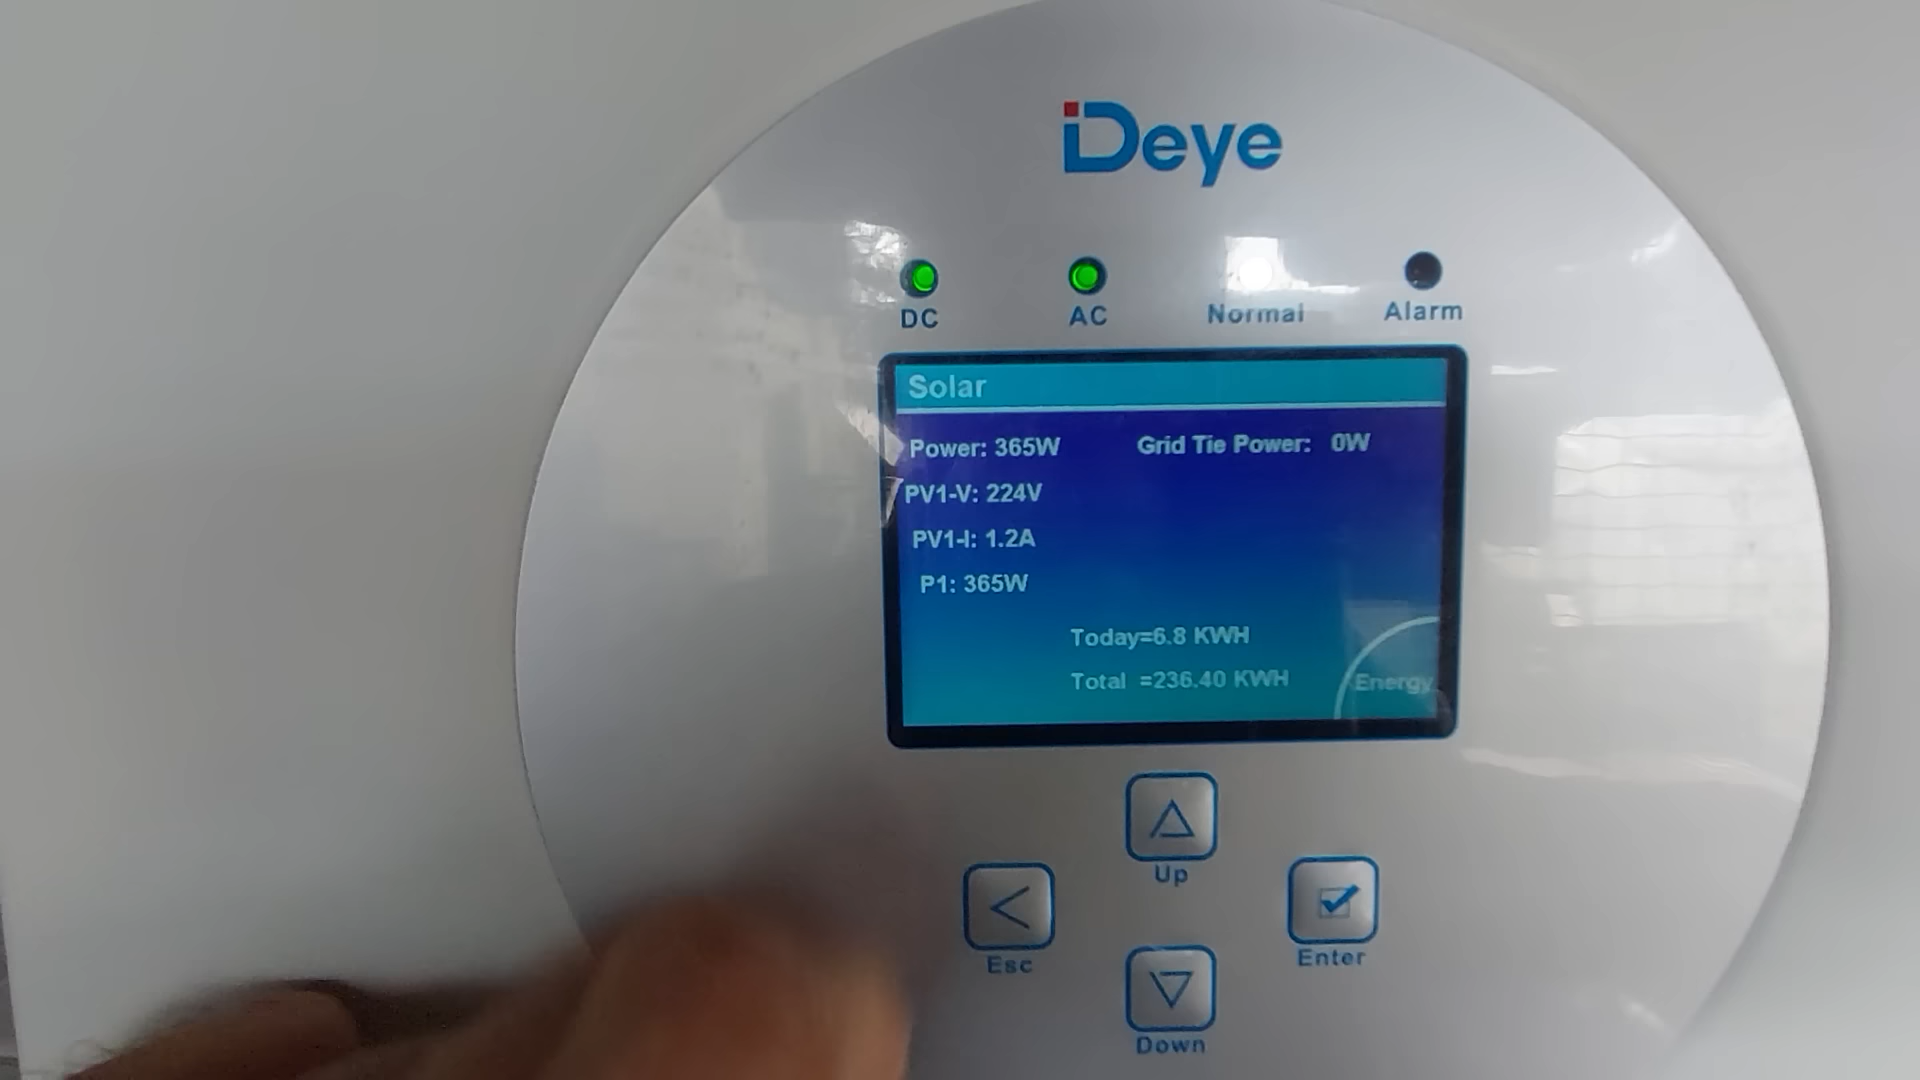 Deye
DC AC Normal Alarm
Solar
Power: 365W Grid Tie Power: 0W
PV1-V: 224V
PV1-I: 1.2A
P1: 365W
Today=6.8 KWH
Total =236.40 KWH
Energy
Up
Esc
Enter
Down